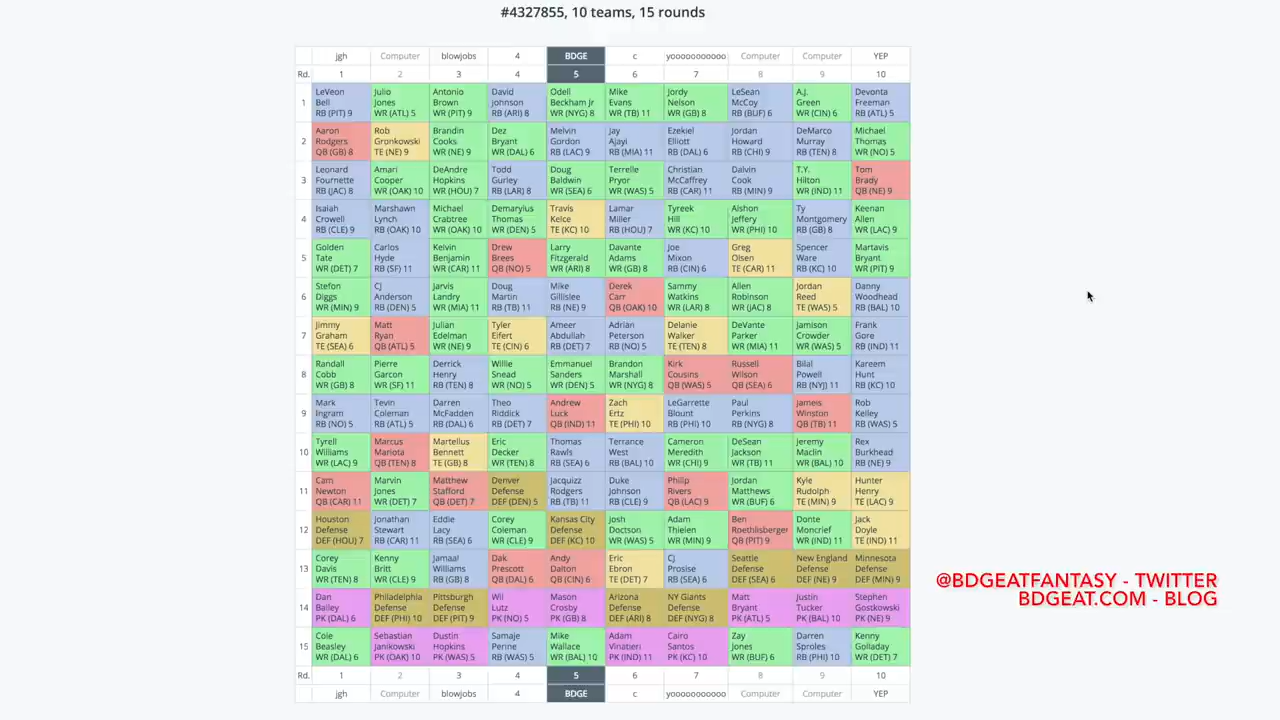 #4327855, 10 teams, 15 rounds
jgh Computer blowjobs 4 BDGE c yooooooooooo Computer Computer YEP
Rd. 1 2 3 4 5 6 7 8 9 10
LeVeon Julio Antonio David Odell Mike Jordy LeSean A.J. Devonta
1 Bell Jones Brown Johnson Beckham Jr Evans Nelson McCoy Green Freeman
RB (PIT) 9 WR (ATL) 5 WR (PIT) 9 RB (ARI) 8 WR (NYG) 8 WR (TB) 11 WR (GB) 8 RB (BUF) 6 WR (CIN) 6 RB (ATL) 5
Aaron Rob Brandin Dez Melvin Jay Ezekiel Jordan DeMarco Michael
2 Rodgers Gronkowski Cooks Bryant Gordon Ajayi Elliott Howard Murray Thomas
QB (GB) 8 TE (NE) 9 WR (NE) 9 WR (DAL) 6 RB (LAC) 9 RB (MIA) 11 RB (DAL) 6 RB (CHI) 9 RB (TEN) 8 WR (NO) 5
Leonard Amari DeAndre Todd Doug Terrelle Christian Dalvin T.Y. Tom
3 Fournette Cooper Hopkins Gurley Baldwin Pryor McCaffrey Cook Hilton Brady
RB (JAC) 8 WR (OAK) 10 WR (HOU) 7 RB (LAR) 8 WR (SEA) 6 WR (WAS) 5 RB (CAR) 11 RB (MIN) 9 WR (IND) 11 QB (NE) 9
Isaiah Marshawn Michael Demaryius Travis Lamar Tyreek Alshon Ty Keenan
4 Crowell Lynch Crabtree Thomas Kelce Miller Hill Jeffery Montgomery Allen
RB (CLE) 9 RB (OAK) 10 WR (OAK) 10 WR (DEN) 5 TE (KC) 10 RB (HOU) 7 WR (KC) 10 WR (PHI) 10 RB (GB) 8 WR (LAC) 9
Golden Carlos Kelvin Drew Larry Davante Joe Greg Spencer Martavis
5 Tate Hyde Benjamin Brees Fitzgerald Adams Mixon Olsen Ware Bryant
WR (DET) 7 RB (SF) 11 WR (CAR) 11 QB (NO) 5 WR (ARI) 8 WR (GB) 8 RB (CIN) 6 TE (CAR) 11 RB (KC) 10 WR (PIT) 9
Stefon CJ Jarvis Doug Mike Derek Sammy Allen Jordan Danny
6 Diggs Anderson Landry Martin Gillislee Carr Watkins Robinson Reed Woodhead
WR (MIN) 9 RB (DEN) 5 WR (MIA) 11 RB (TB) 11 RB (NE) 9 QB (OAK) 10 WR (LAR) 8 WR (JAC) 8 TE (WAS) 5 RB (BAL) 10
Jimmy Matt Julian Tyler Ameer Adrian Delanie DeVante Jamison Frank
7 Graham Ryan Edelman Eifert Abdullah Peterson Walker Parker Crowder Gore
TE (SEA) 6 QB (ATL) 5 WR (NE) 9 TE (CIN) 6 RB (DET) 7 RB (NO) 5 TE (TEN) 8 WR (MIA) 11 WR (WAS) 5 RB (IND) 11
Randall Pierre Derrick Willie Emmanuel Brandon Kirk Russell Bilal Kareem
8 Cobb Garcon Henry Snead Sanders Marshall Cousins Wilson Powell Hunt
WR (GB) 8 WR (SF) 11 RB (TEN) 8 WR (NO) 5 WR (DEN) 5 WR (NYG) 8 QB (WAS) 5 QB (SEA) 6 RB (NYJ) 11 RB (KC) 10
Mark Tevin Darren Theo Andrew Zach LeGarrette Paul Jameis Rob
9 Ingram Coleman McFadden Riddick Luck Ertz Blount Perkins Winston Kelley
RB (NO) 5 RB (ATL) 5 RB (DAL) 6 RB (DET) 7 QB (IND) 11 TE (PHI) 10 RB (PHI) 10 RB (NYG) 8 QB (TB) 11 RB (WAS) 5
Tyrell Marcus Martellus Eric Thomas Terrance Cameron DeSean Jeremy Rex
10 Williams Mariota Bennett Decker Rawls West Meredith Jackson Maclin Burkhead
WR (LAC) 9 QB (TEN) 8 TE (GB) 8 WR (TEN) 8 RB (SEA) 6 RB (BAL) 10 WR (CHI) 9 WR (TB) 11 WR (BAL) 10 RB (NE) 9
Cam Marvin Matthew Denver Jacquizz Duke Philip Jordan Kyle Hunter
11 Newton Jones Stafford Defense Rodgers Johnson Rivers Matthews Rudolph Henry
QB (CAR) 11 WR (DET) 7 QB (DET) 7 DEF (DEN) 5 RB (TB) 11 RB (CLE) 9 QB (LAC) 9 WR (BUF) 6 TE (MIN) 9 TE (LAC) 9
Houston Jonathan Eddie Corey Kansas City Josh Adam Ben Donte Jack
12 Defense Stewart Lacy Coleman Defense Doctson Thielen Roethlisberger Moncrief Doyle
DEF (HOU) 7 RB (CAR) 11 RB (SEA) 6 WR (CLE) 9 DEF (KC) 10 WR (WAS) 5 WR (MIN) 9 QB (PIT) 9 WR (IND) 11 TE (IND) 11
Corey Kenny Jamaal Dak Andy Eric CJ Seattle New England Minnesota
13 Davis Britt Williams Prescott Dalton Ebron Prosise Defense Defense Defense
WR (TEN) 8 WR (CLE) 9 RB (GB) 8 QB (DAL) 6 QB (CIN) 6 TE (DET) 7 RB (SEA) 6 DEF (SEA) 6 DEF (NE) 9 DEF (MIN) 9
Dan Philadelphia Pittsburgh Wil Mason Arizona NY Giants Matt Justin Stephen
14 Bailey Defense Defense Lutz Crosby Defense Defense Bryant Tucker Gostkowski
PK (DAL) 6 DEF (PHI) 10 DEF (PIT) 9 PK (NO) 5 PK (GB) 8 DEF (ARI) 8 DEF (NYG) 8 PK (ATL) 5 PK (BAL) 10 PK (NE) 9
Cole Sebastian Dustin Samaje Mike Adam Cairo Zay Darren Kenny
15 Beasley Janikowski Hopkins Perine Wallace Vinatieri Santos Jones Sproles Golladay
WR (DAL) 6 PK (OAK) 10 PK (WAS) 5 RB (WAS) 5 WR (BAL) 10 PK (IND) 11 PK (KC) 10 WR (BUF) 6 RB (PHI) 10 WR (DET) 7
Rd. 1 2 3 4 5 6 7 8 9 10
jgh Computer blowjobs 4 BDGE c yooooooooooo Computer Computer YEP
@BDGEATFANTASY - TWITTER
BDGEAT.COM - BLOG